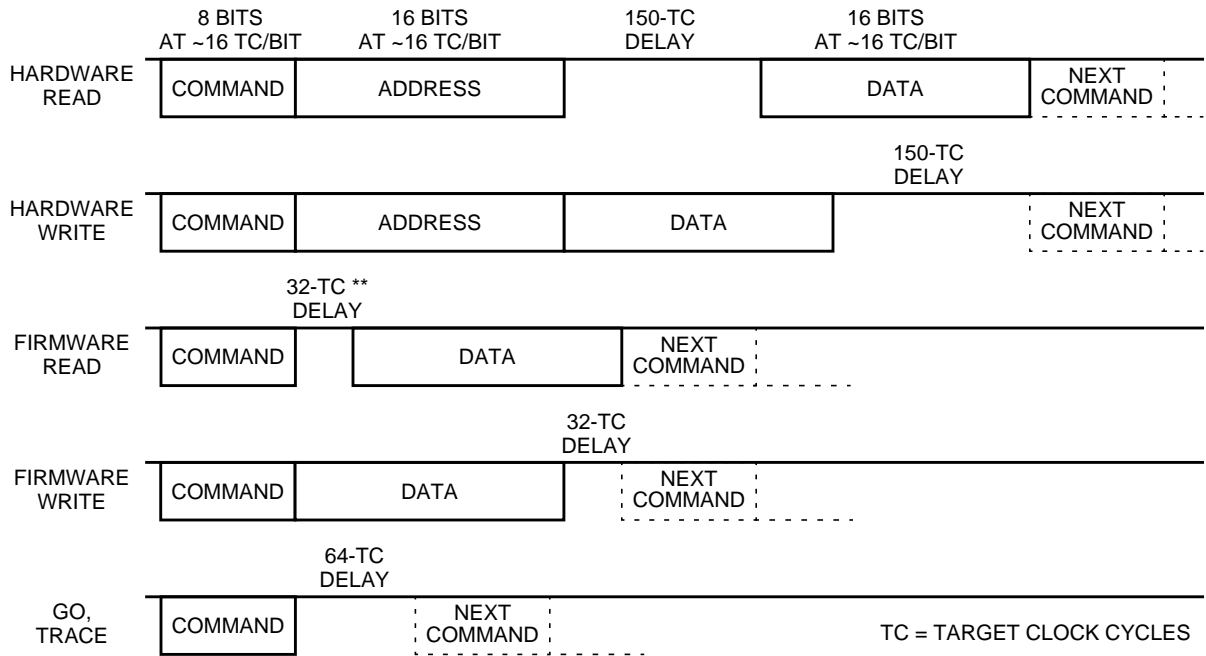 8 BITS
AT ~16 TC/BIT
16 BITS
AT ~16 TC/BIT
150-TC
DELAY
16 BITS
AT ~16 TC/BIT
HARDWARE
READ
COMMAND
ADDRESS
DATA
NEXT
COMMAND
150-TC
DELAY
HARDWARE
WRITE
COMMAND
ADDRESS
DATA
NEXT
COMMAND
32-TC **
DELAY
FIRMWARE
READ
COMMAND
DATA
NEXT
COMMAND
32-TC
DELAY
FIRMWARE
WRITE
COMMAND
DATA
NEXT
COMMAND
64-TC
DELAY
GO,
TRACE
COMMAND
NEXT
COMMAND
TC = TARGET CLOCK CYCLES